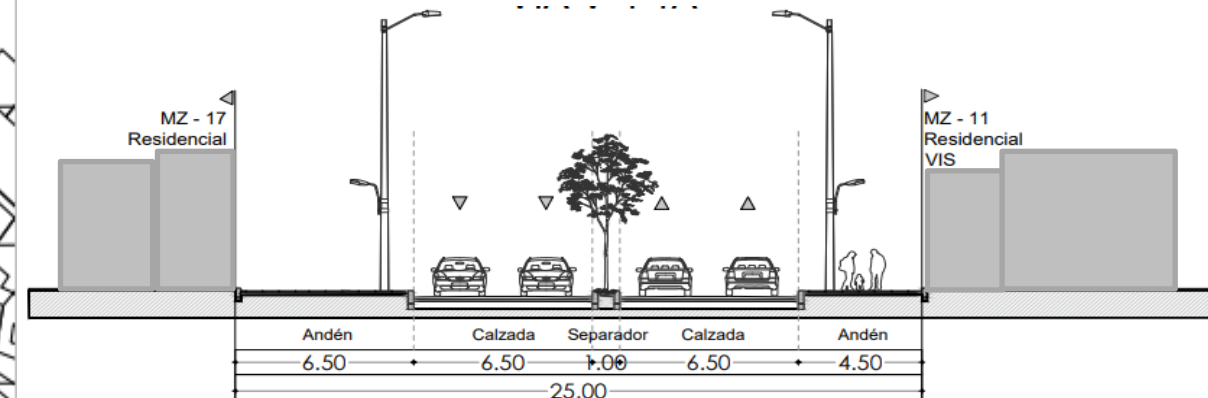 MZ - 17
Residencial
MZ - 11
Residencial
VIS
Andén Calzada Separador Calzada Andén
6.50 6.50 1.00 6.50 4.50
25.00